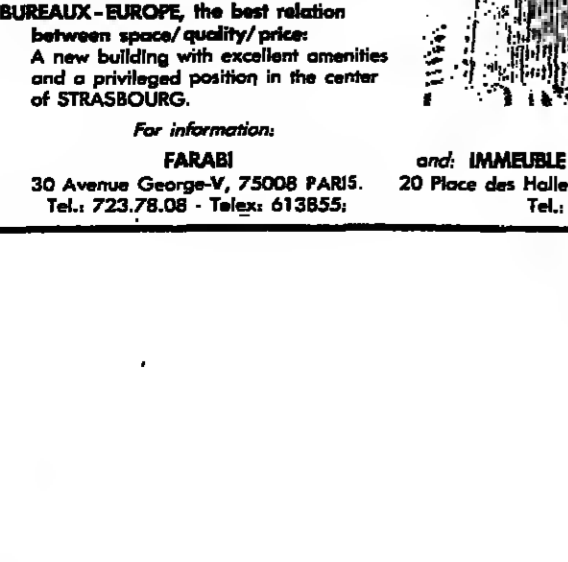 BUREAUX-EUROPE, the best relation
between space/quality/price:
A new building with excellent amenities
and a privileged position in the center
of STRASBOURG.
For information:
FARABI
30 Avenue George-V, 75008 PARIS.
Tel.: 723.78.08 - Telex: 613855;
and: IMMEUBLE
20 Place des Halle
Tel.: